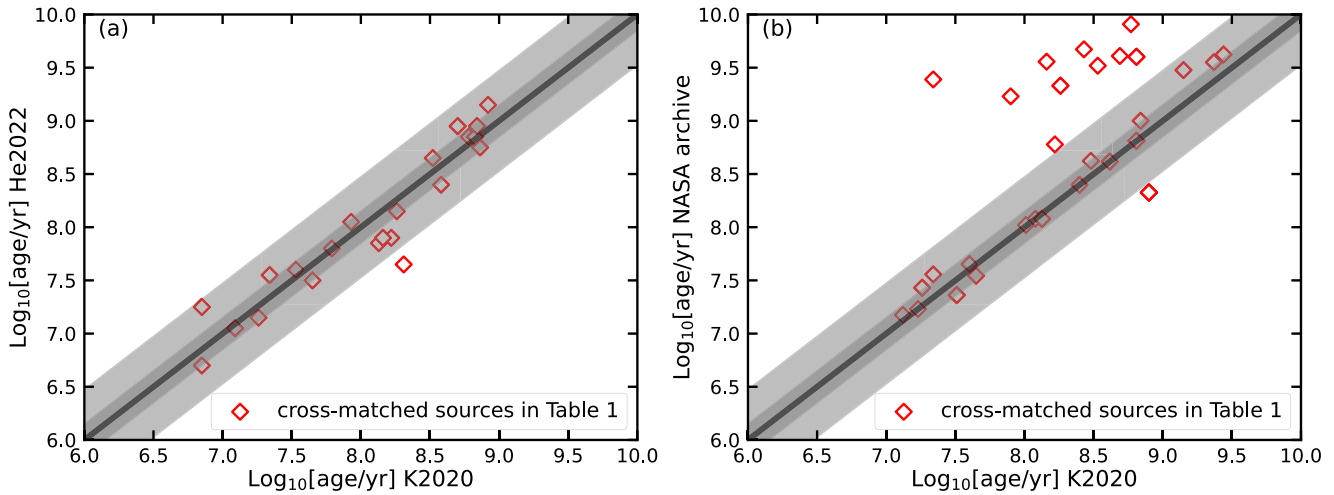 (a)
Log₁₀[age/yr] He2022
10.0
9.5
9.0
8.5
8.0
7.5
7.0
6.5
6.0
cross-matched sources in Table 1
6.0 6.5 7.0 7.5 8.0 8.5 9.0 9.5 10.0
Log₁₀[age/yr] K2020
(b)
Log₁₀[age/yr] NASA archive
10.0
9.5
9.0
8.5
8.0
7.5
7.0
6.5
6.0
cross-matched sources in Table 1
6.0 6.5 7.0 7.5 8.0 8.5 9.0 9.5 10.0
Log₁₀[age/yr] K2020